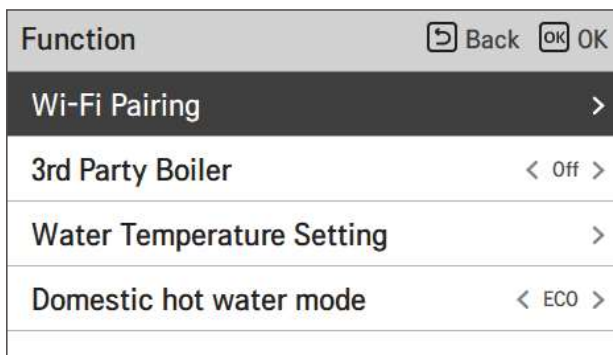 Function Back OK OK
Wi-Fi Pairing >
3rd Party Boiler < Off >
Water Temperature Setting >
Domestic hot water mode < ECO >